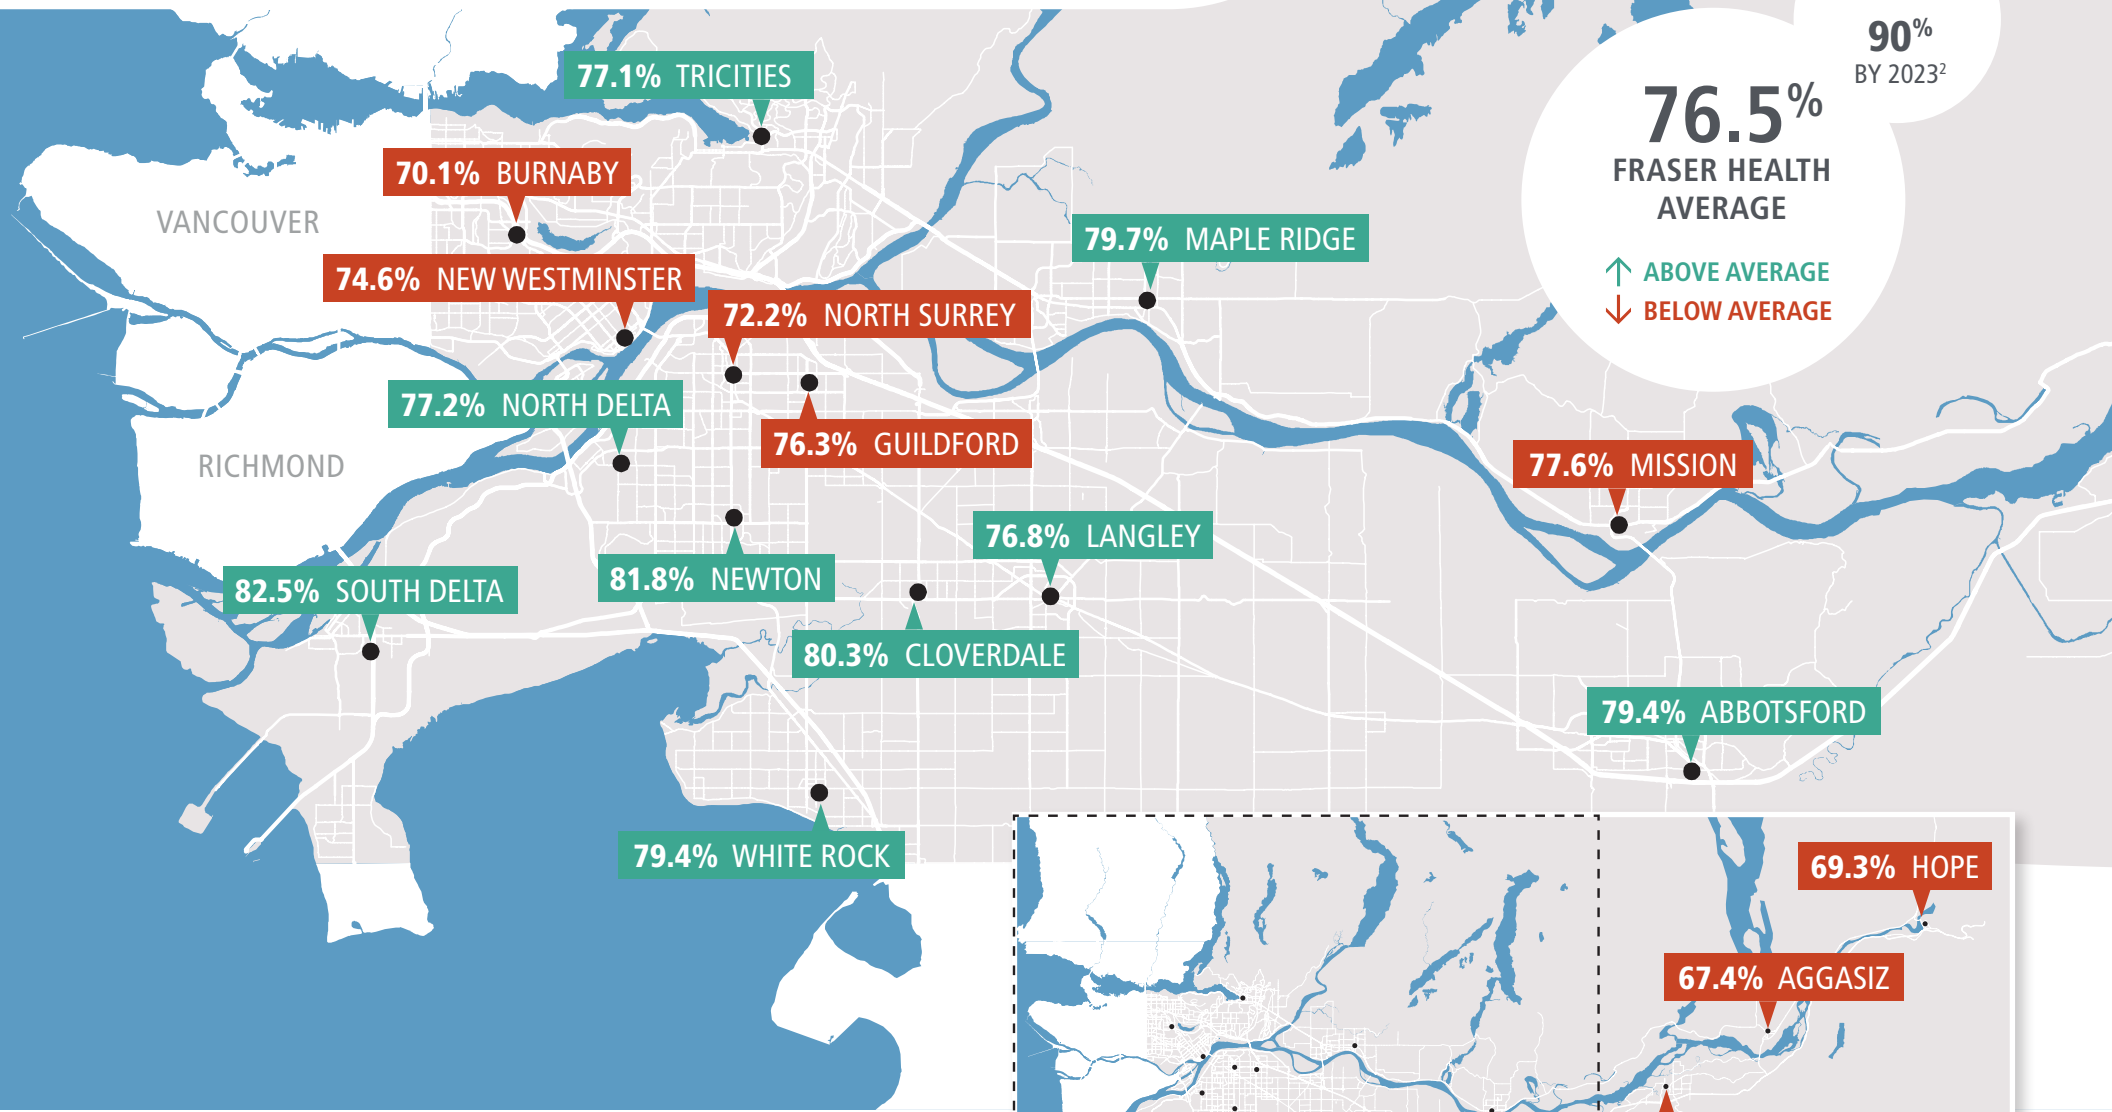 90%
BY 2023²
76.5%
FRASER HEALTH
AVERAGE
↑ ABOVE AVERAGE
↓ BELOW AVERAGE
77.1% TRICITIES
70.1% BURNABY
VANCOUVER
79.7% MAPLE RIDGE
74.6% NEW WESTMINSTER
72.2% NORTH SURREY
77.2% NORTH DELTA
76.3% GUILDFORD
RICHMOND
77.6% MISSION
76.8% LANGLEY
81.8% NEWTON
82.5% SOUTH DELTA
80.3% CLOVERDALE
79.4% ABBOTSFORD
79.4% WHITE ROCK
69.3% HOPE
67.4% AGGASIZ